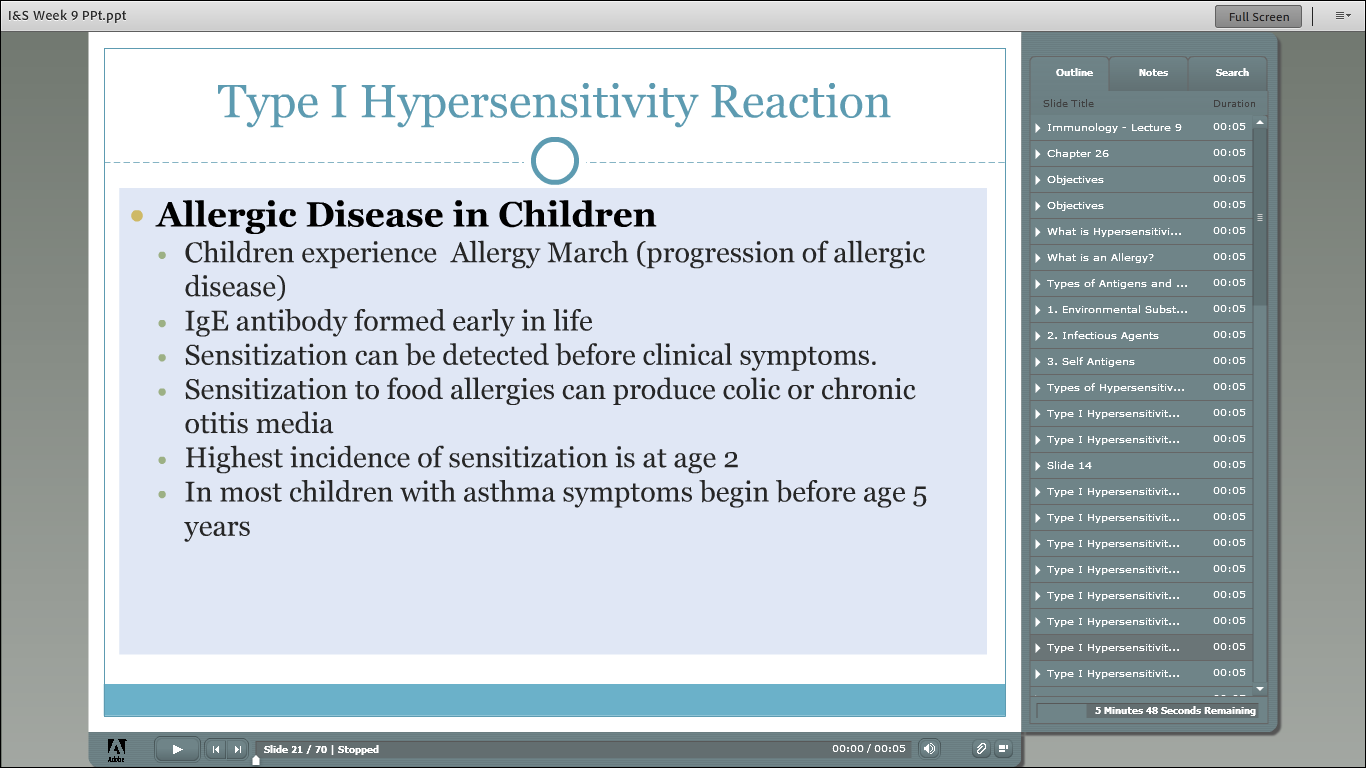 I&S Week 9 PPt.ppt
Full Screen
Type I Hypersensitivity Reaction
Allergic Disease in Children
Children experience  Allergy March (progression of allergic
disease)
IgE antibody formed early in life
Sensitization can be detected before clinical symptoms.
Sensitization to food allergies can produce colic or chronic
otitis media
Highest incidence of sensitization is at age 2
In most children with asthma symptoms begin before age 5
years
Outline Notes Search
Slide Title Duration
Immunology - Lecture 9 00:05
Chapter 26 00:05
Objectives 00:05
Objectives 00:05
What is Hypersensitivi... 00:05
What is an Allergy? 00:05
Types of Antigens and ... 00:05
1. Environmental Subst... 00:05
2. Infectious Agents 00:05
3. Self Antigens 00:05
Types of Hypersensitiv... 00:05
Type I Hypersensitivit... 00:05
Type I Hypersensitivit... 00:05
Slide 14 00:05
Type I Hypersensitivit... 00:05
Type I Hypersensitivit... 00:05
Type I Hypersensitivit... 00:05
Type I Hypersensitivit... 00:05
Type I Hypersensitivit... 00:05
Type I Hypersensitivit... 00:05
Type I Hypersensitivit... 00:05
Type I Hypersensitivit... 00:05
5 Minutes 48 Seconds Remaining
Adobe
Slide 21 / 70 | Stopped
00:00 / 00:05